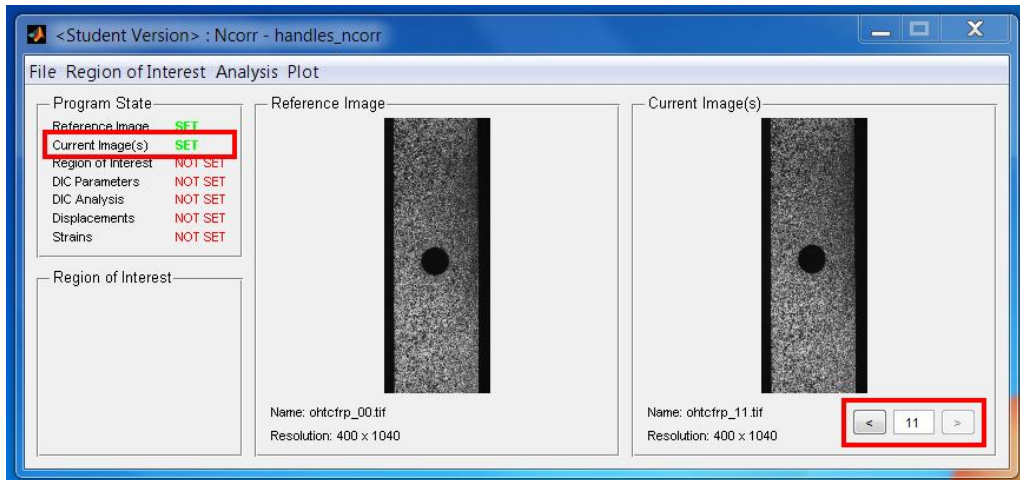 <Student Version> : Ncorr - handles_ncorr
File Region of Interest Analysis Plot
Program State
Reference Image SET
Current Image(s) SET
Region of Interest NOT SET
DIC Parameters NOT SET
DIC Analysis NOT SET
Displacements NOT SET
Strains NOT SET
Region of Interest
Reference Image
Name: ohtcfrp_00.tif
Resolution: 400 x 1040
Current Image(s)
Name: ohtcfrp_11.tif
Resolution: 400 x 1040
< 11 >